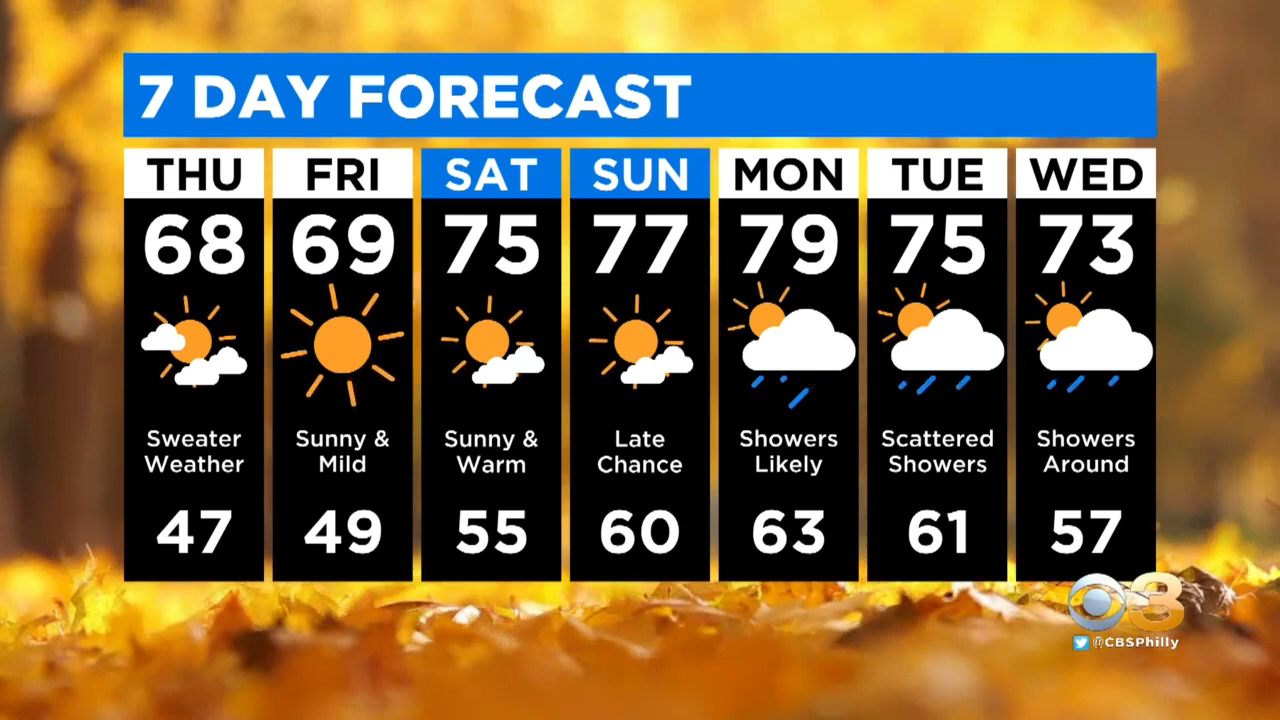 7 DAY FORECAST
THU FRI SAT SUN MON TUE WED
68 69 75 77 79 75 73
Sweater Sunny & Sunny & Late Showers Scattered Showers
Weather Mild Warm Chance Likely Showers Around
47 49 55 60 63 61 57
3
@CBSPhilly